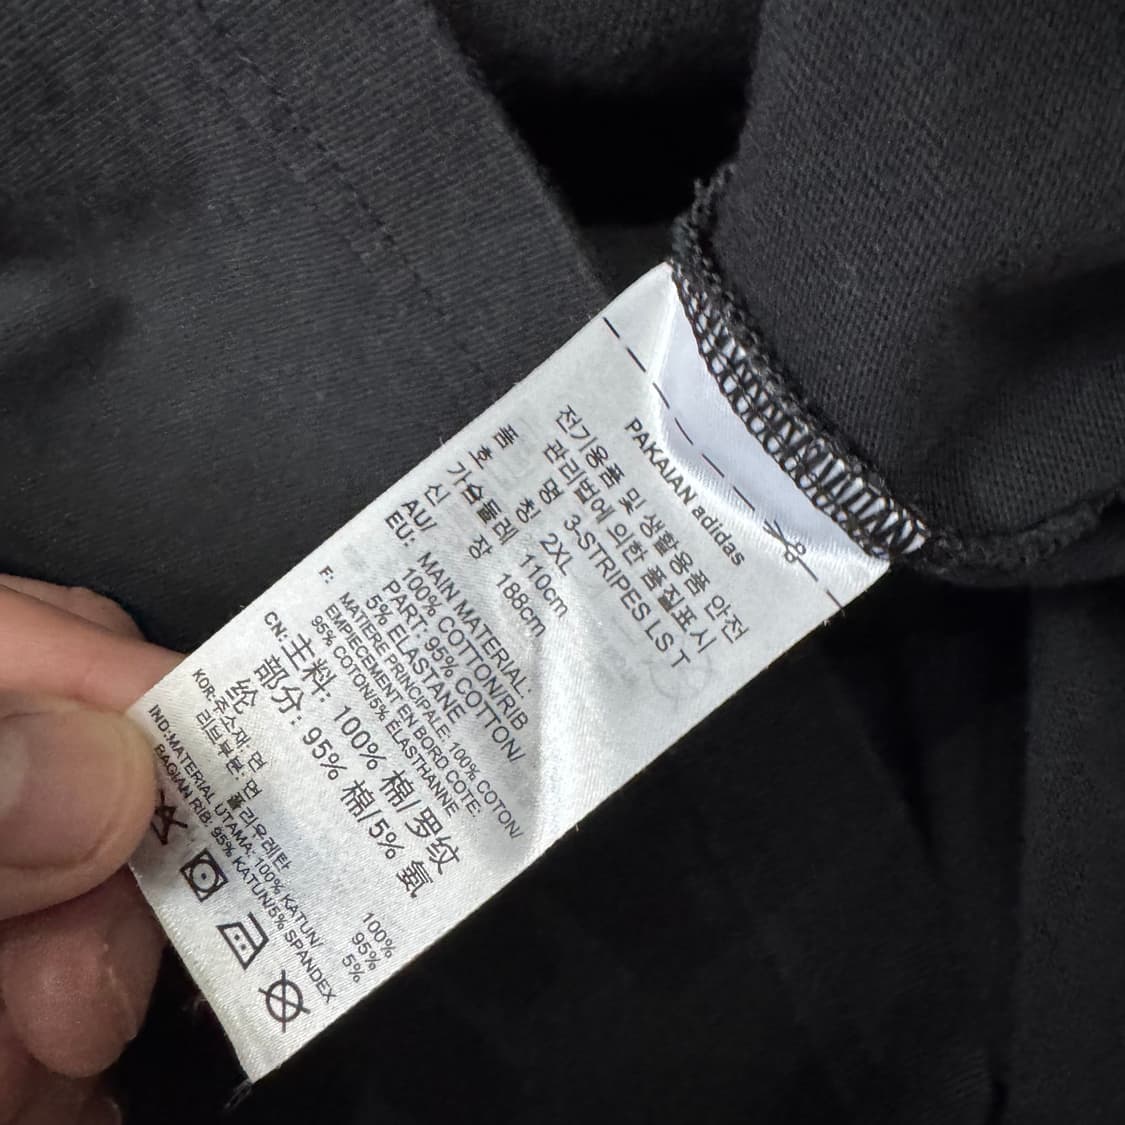 PAKAIAN adidas
전기용품 및 생활용품 안전
관리법에 의한 품질표시
품 명 3-STRIPES LS T
호 칭 2XL
가슴둘레 110cm
신 장 188cm
AU/
EU: MAIN MATERIAL:
100% COTTON/RIB
PART: 95% COTTON/
5% ELASTANE
F: MATIERE PRINCIPALE: 100% COTON/
EMPIECEMENT EN BORD COTE:
95% COTON/5% ELASTHANNE
CN: 主料: 100% 棉/罗纹
部分: 95% 棉/5% 氨
纶
KOR:주소재: 면 100%
리브부분: 면 95%
폴리우레탄 5%
IND:MATERIAL UTAMA: 100% KATUN/
BAGIAN RIB: 95% KATUN/5% SPANDEX